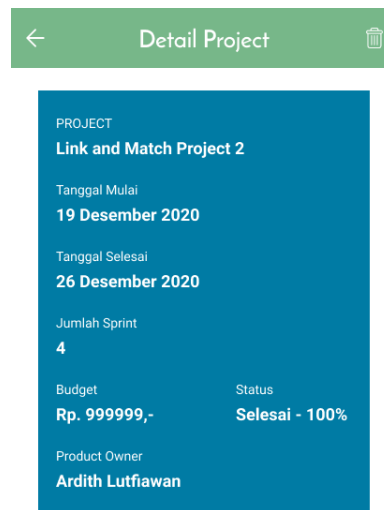 Detail Project
PROJECT
Link and Match Project 2
Tanggal Mulai
19 Desember 2020
Tanggal Selesai
26 Desember 2020
Jumlah Sprint
4
Budget Status
Rp. 999999,- Selesai - 100%
Product Owner
Ardith Lutfiawan